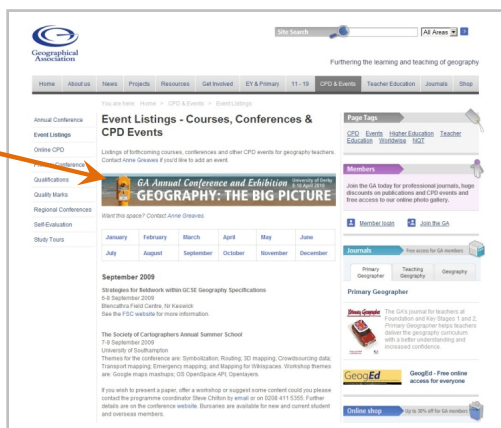 Geographical
Association
Site Search
All Areas
Furthering the learning and teaching of geography
Home About us News Projects Resources Get Involved EY & Primary 11 - 19 CPD & Events Teacher Education Journals Shop
You are here: Home > CPD & Events > Event Listings
Annual Conference
Event Listings
Online CPD
Conference
Qualifications
Quality Marks
Regional Conferences
Self-Evaluation
Study Tours
Event Listings - Courses, Conferences &
CPD Events
Listings of forthcoming courses, conferences and other CPD events for geography teachers.
Contact Anne Greaves if you'd like to add an event.
GA Annual Conference and Exhibition University of Derby
8-10 April 2010
GEOGRAPHY: THE BIG PICTURE
Want this space? Contact Anne Greaves.
January February March April May June
July August September October November December
September 2009
Strategies for fieldwork within GCSE Geography Specifications
6-8 September 2009
Blencathra Field Centre, Nr Keswick
See the FSC website for more information.
The Society of Cartographers Annual Summer School
7-9 September 2009
University of Southampton
Themes for the conference are: Symbolization; Routing; 3D mapping; Crowdsourcing data;
Transport mapping; Emergency mapping; and Mapping for Wikispaces. Workshop themes
are: Google maps mashups; OS OpenSpace API; Openlayers.
If you wish to present a paper, offer a workshop or suggest some content could you please
contact the programme coordinator Steve Chilton by email or on 0208 411 5355. Further
details are on the conference website. Bursaries are available for new and current student
and overseas members.
Page Tags
CPD Events Higher Education Teacher
Education Worldwise NQT
Members
Join the GA today for professional journals, huge
discounts on publications and CPD events and
free access to our online photo gallery.
Member login Join the GA
Journals Free access for GA members
Primary
Geographer
Teaching
Geography
Geography
Primary Geographer
Primary Geographer
The GA's journal for teachers at
Foundation and Key Stages 1 and 2.
Primary Geographer helps teachers
deliver the geography curriculum
with a better understanding and
increased confidence.
GeogEd
GeogEd - Free online
access for everyone
Online shop Up to 30% off for GA members